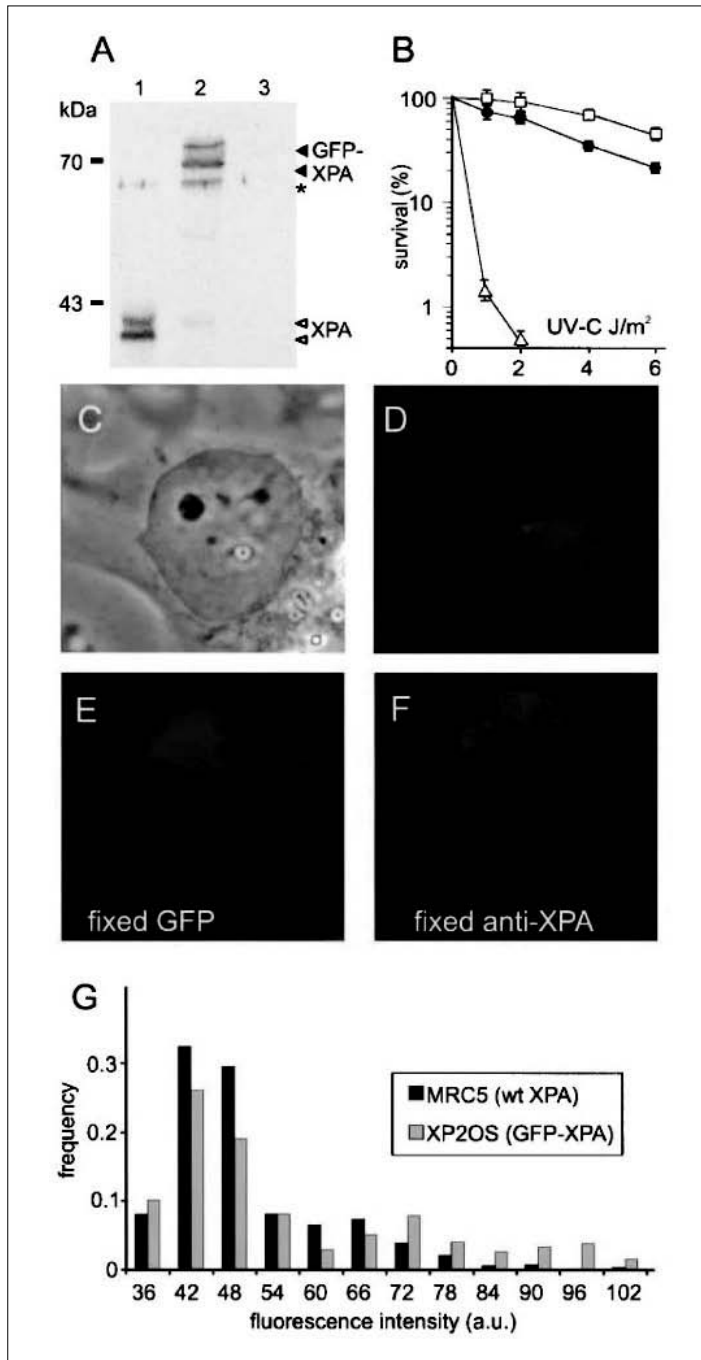 A
B
1 2 3
kDa
70
43
GFP-
XPA
*
XPA
survival (%)
100
10
1
UV-C J/m²
0 2 4 6
C
D
E
fixed GFP
F
fixed anti-XPA
G
frequency
0.3
0.2
0.1
0
MRC5 (wt XPA)
XP2OS (GFP-XPA)
36 42 48 54 60 66 72 78 84 90 96 102
fluorescence intensity (a.u.)